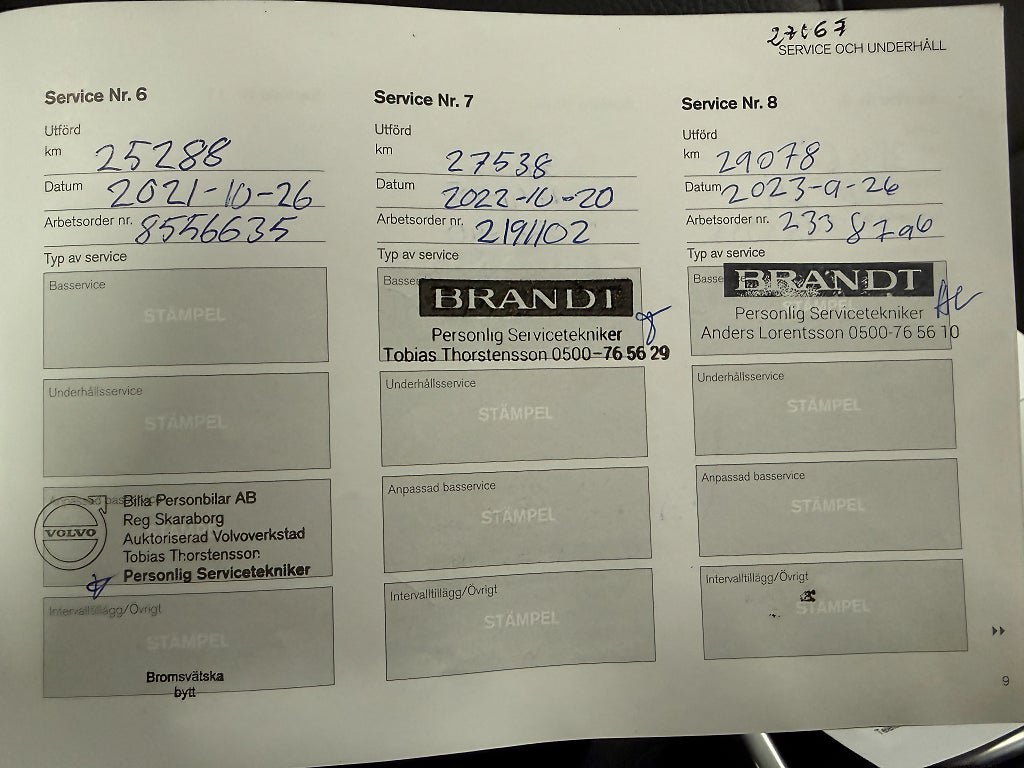 27667
SERVICE OCH UNDERHÅLL
Service Nr. 6
Utförd
km 25288
Datum 2021-10-26
Arbetsorder nr. 8556635
Typ av service
Basservice
STÄMPEL
Underhållsservice
STÄMPEL
VOLVO
Bilia Personbilar AB
Reg Skaraborg
Auktoriserad Volvoverkstad
Tobias Thorstensson
Personlig Servicetekniker
Intervalltillägg/Övrigt
STÄMPEL
Bromsvätska
bytt
Service Nr. 7
Utförd
km 27538
Datum 2022-10-20
Arbetsorder nr. 2191102
Typ av service
BRANDT
Personlig Servicetekniker
Tobias Thorstensson 0500-76 56 29
Underhållsservice
STÄMPEL
Anpassad basservice
STÄMPEL
Intervalltillägg/Övrigt
STÄMPEL
Service Nr. 8
Utförd
km 29078
Datum 2023-9-26
Arbetsorder nr. 233 8796
Typ av service
BRANDT
Personlig Servicetekniker
Anders Lorentsson 0500-76 56 10
Underhållsservice
STÄMPEL
Anpassad basservice
STÄMPEL
Intervalltillägg/Övrigt
STÄMPEL
9